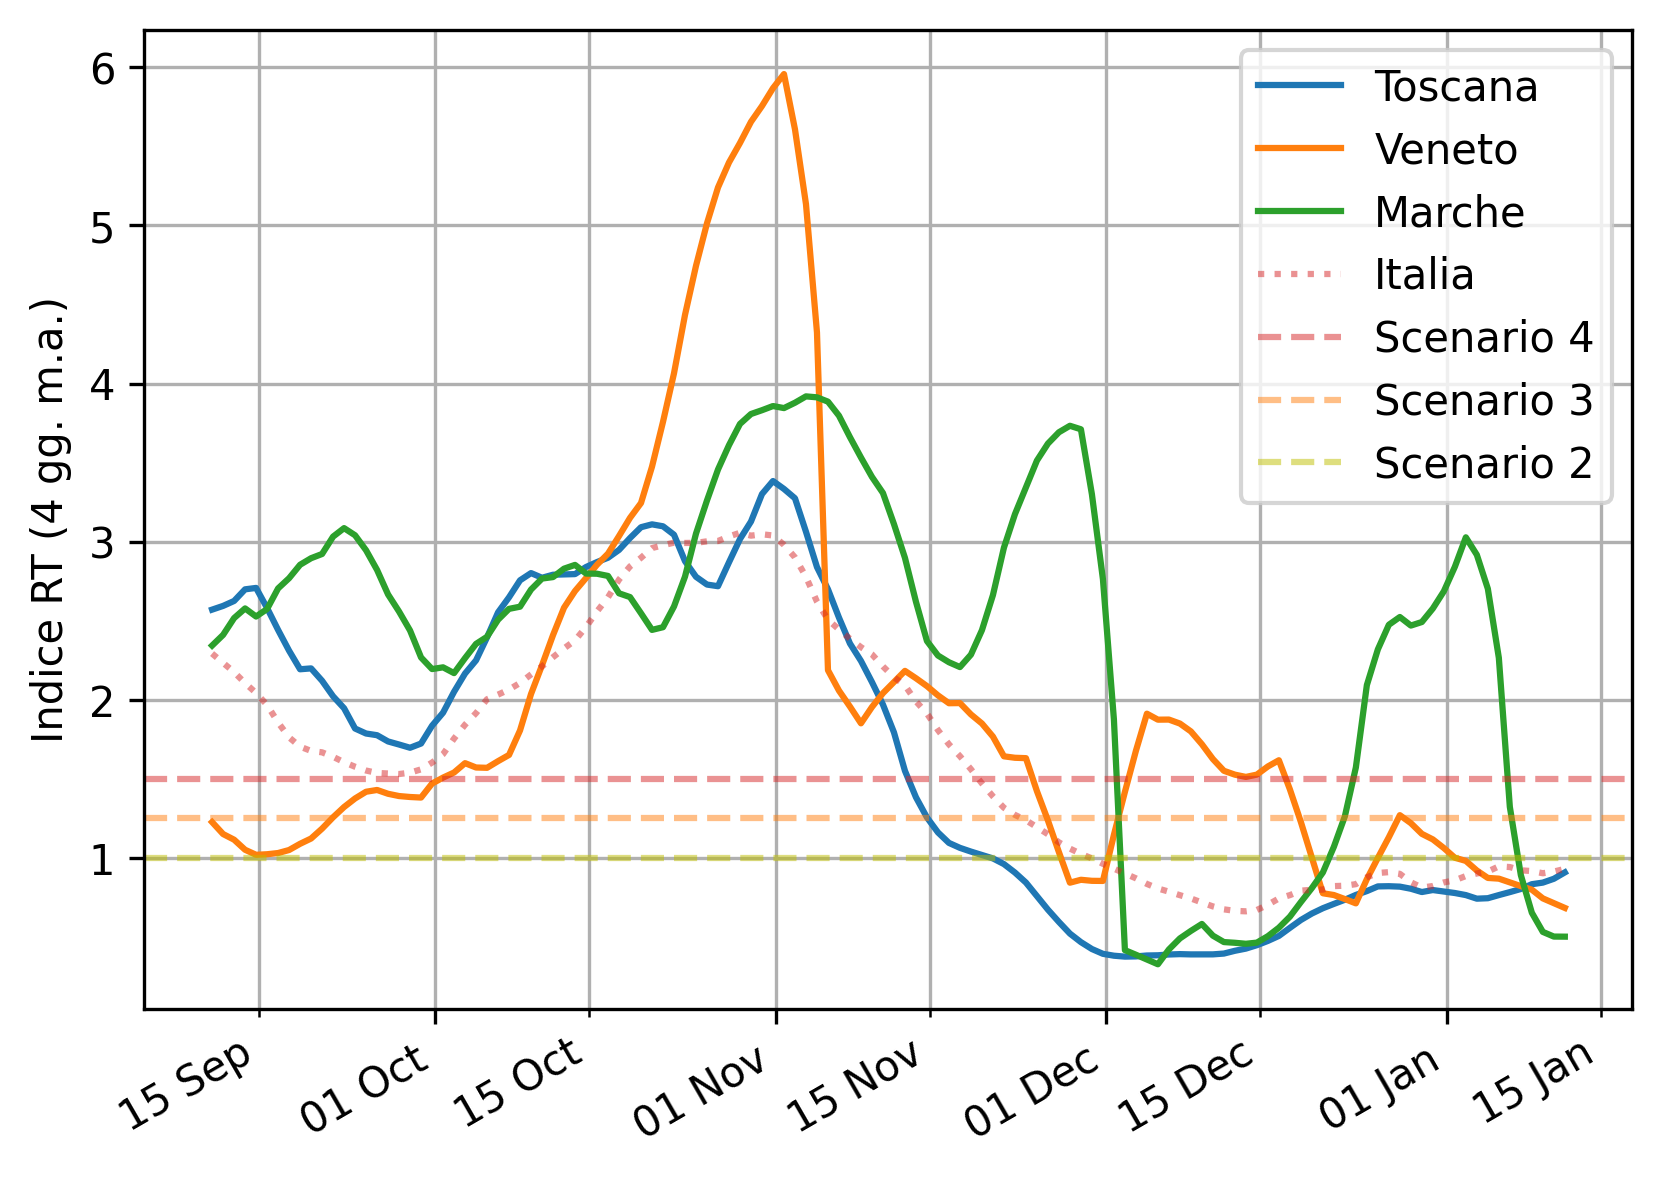 Indice RT (4 gg. m.a.)
6
5
4
3
2
1
Toscana
Veneto
Marche
Italia
Scenario 4
Scenario 3
Scenario 2
15 Sep
01 Oct
15 Oct
01 Nov
15 Nov
01 Dec
15 Dec
01 Jan
15 Jan